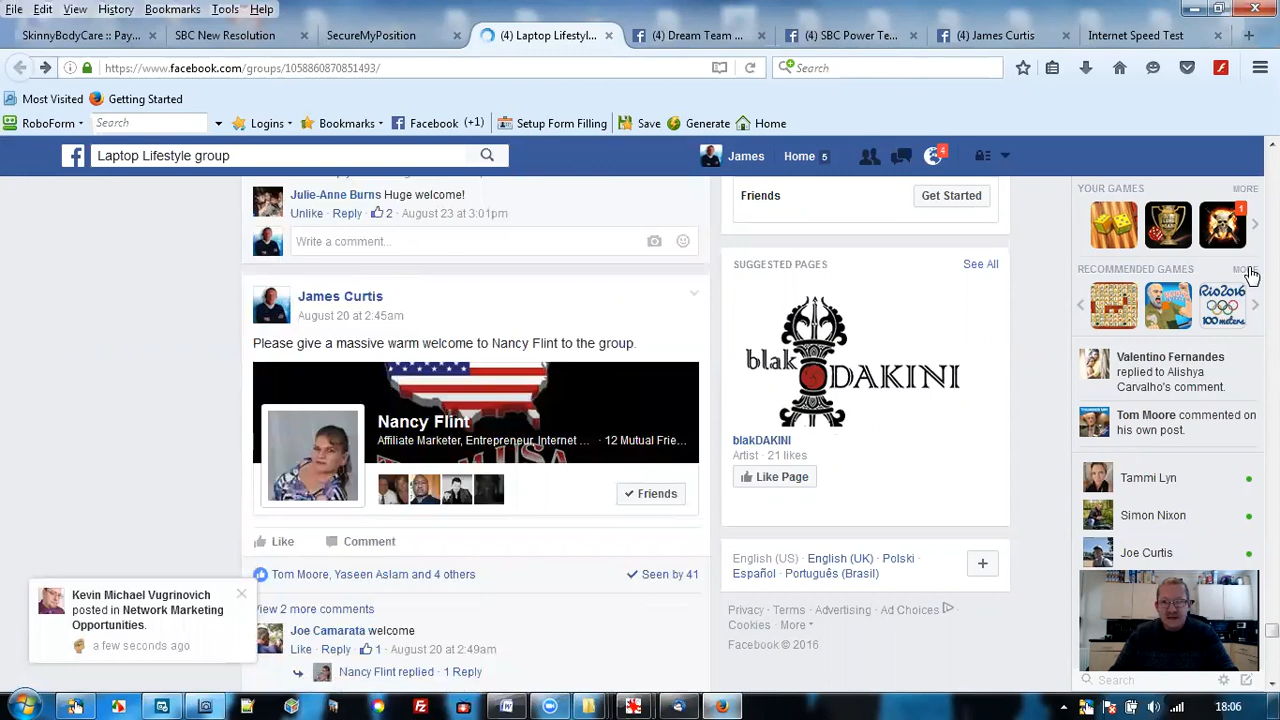 File Edit View History Bookmarks Tools Help
SkinnyBodyCare :: Pay... × SBC New Resolution × SecureMyPosition × (4) Laptop Lifestyl... × (4) Dream Team ... × (4) SBC Power Te... × (4) James Curtis × Internet Speed Test ×
https://www.facebook.com/groups/1058860870851493/ Search
Most Visited Getting Started
RoboForm Search Logins Bookmarks Facebook (+1) Setup Form Filling Save Generate Home
Laptop Lifestyle group James Home 5 4
Julie-Anne Burns Huge welcome!
Unlike · Reply · 2 · August 23 at 3:01pm
Write a comment...
James Curtis
August 20 at 2:45am
Please give a massive warm welcome to Nancy Flint to the group.
Nancy Flint
Affiliate Marketer, Entrepreneur, Internet ... · 12 Mutual Frie...
Friends
Like Comment
Tom Moore, Yaseen Aslam and 4 others Seen by 41
View 2 more comments
Joe Camarata welcome
Like · Reply · 1 · August 20 at 2:49am
Nancy Flint replied · 1 Reply
Kevin Michael Vugrinovich
posted in Network Marketing
Opportunities.
a few seconds ago
Friends Get Started
SUGGESTED PAGES See All
blak DAKINI
blakDAKINI
Artist · 21 likes
Like Page
English (US) · English (UK) · Polski ·
Español · Português (Brasil)
Privacy · Terms · Advertising · Ad Choices ·
Cookies · More
Facebook © 2016
YOUR GAMES MORE
1
RECOMMENDED GAMES MORE
Rio2016
100 meters
Valentino Fernandes
replied to Alishya
Carvalho's comment.
Tom Moore commented on
his own post.
Tammi Lyn
Simon Nixon
Joe Curtis
Search
18:06